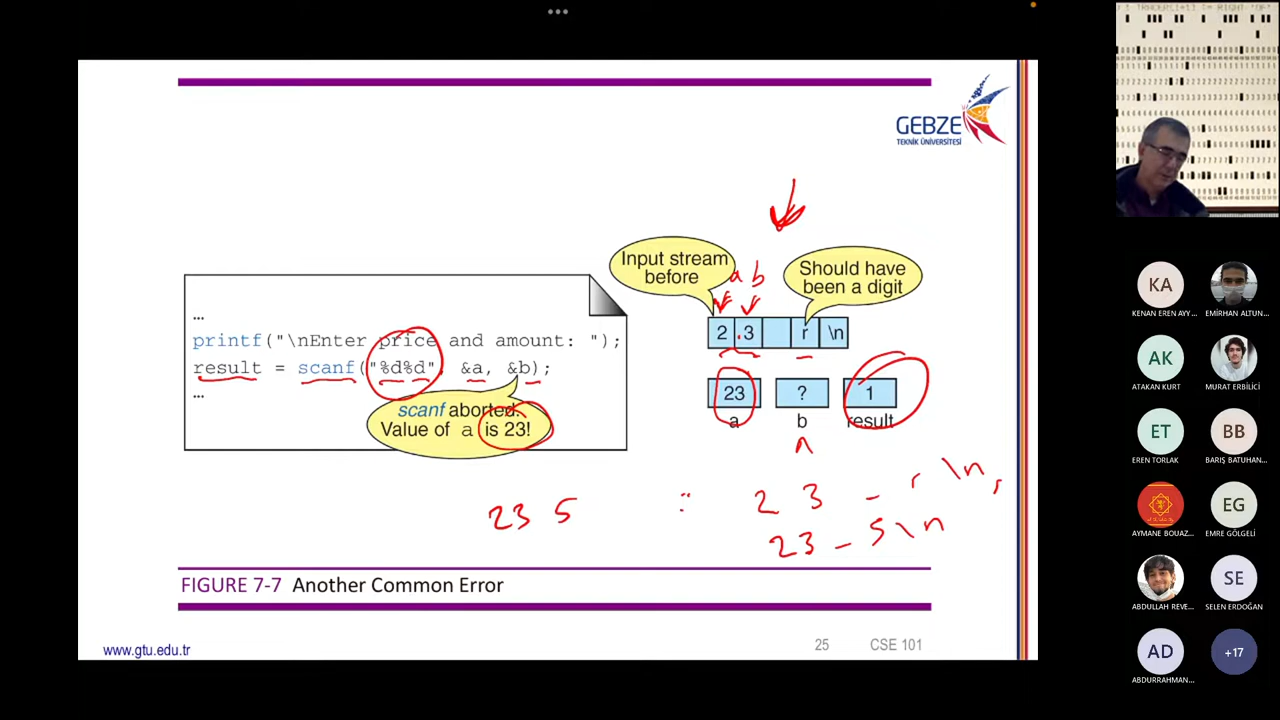 GEBZE
TEKNİK ÜNİVERSİTESİ
Input stream
before
Should have
been a digit
a b
2 .3 r \n
…
printf("\nEnter price and amount: ");
result = scanf("%d%d", &a, &b);
…
scanf aborted.
Value of a is 23!
23 ? 1
a b result
23 5
: 2 3 - r \n
23 - 5 \n
FIGURE 7-7 Another Common Error
www.gtu.edu.tr
25 CSE 101
KA
KENAN EREN AYY…
EMİRHAN ALTUN…
AK
ATAKAN KURT
MURAT ERBİLİCİ
ET
EREN TORLAK
BB
BARIŞ BATUHAN…
AYMANE BOUAZ…
EG
EMRE GÖLGELİ
ABDULLAH REVE…
SE
SELEN ERDOĞAN
AD
ABDURRAHMAN…
+17